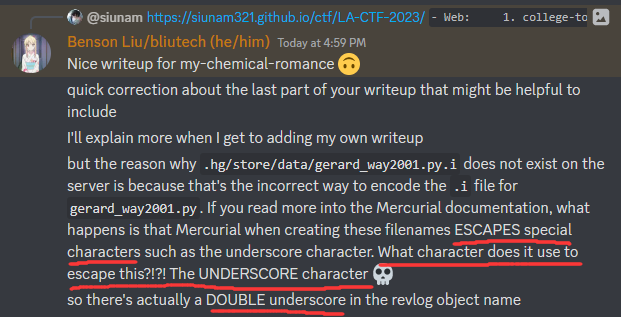 @siunam https://siunam321.github.io/ctf/LA-CTF-2023/ - Web: 1. college-to
Benson Liu/bliutech (he/him) Today at 4:59 PM
Nice writeup for my-chemical-romance 🙃
quick correction about the last part of your writeup that might be helpful to
include
I'll explain more when I get to adding my own writeup
but the reason why .hg/store/data/gerard_way2001.py.i does not exist on the
server is because that's the incorrect way to encode the .i file for
gerard_way2001.py. If you read more into the Mercurial documentation, what
happens is that Mercurial when creating these filenames ESCAPES special
characters such as the underscore character. What character does it use to
escape this?!?! The UNDERSCORE character 💀
so there's actually a DOUBLE underscore in the revlog object name